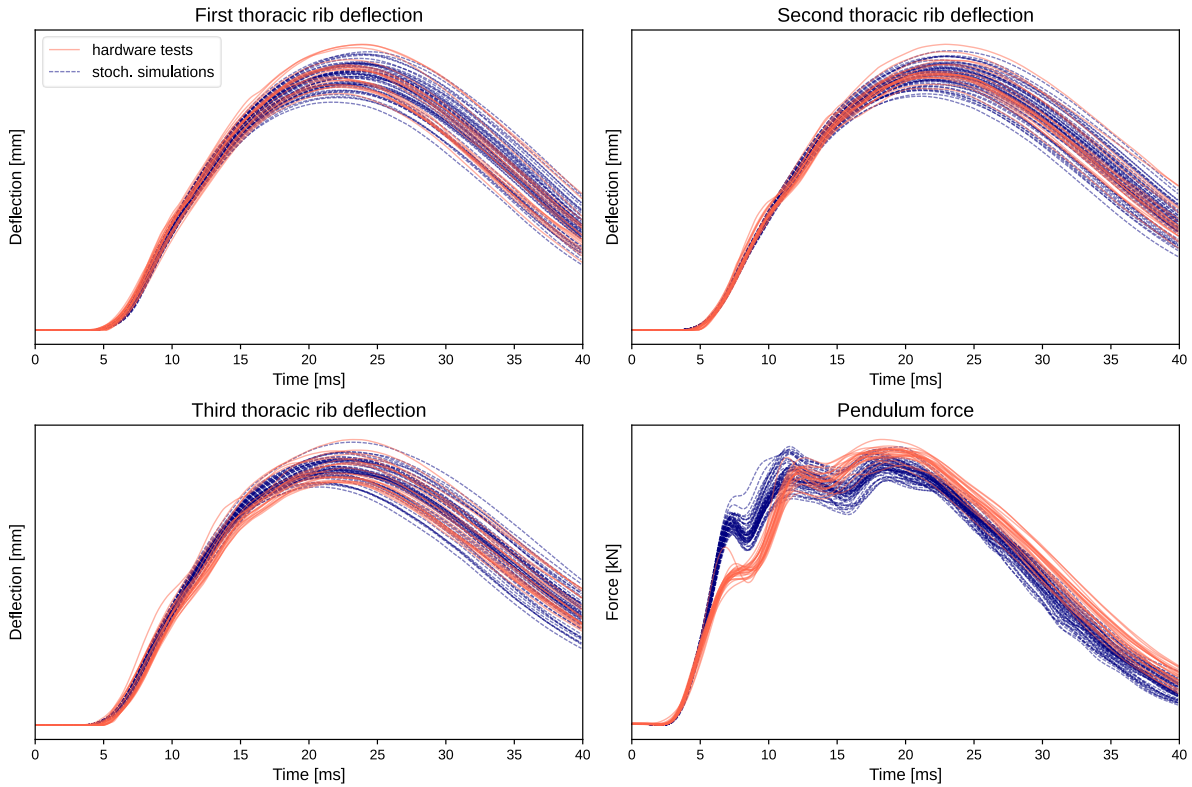 First thoracic rib deflection
hardware tests
stoch. simulations
Deflection [mm]
0 5 10 15 20 25 30 35 40
Time [ms]
Second thoracic rib deflection
Deflection [mm]
0 5 10 15 20 25 30 35 40
Time [ms]
Third thoracic rib deflection
Deflection [mm]
0 5 10 15 20 25 30 35 40
Time [ms]
Pendulum force
Force [kN]
0 5 10 15 20 25 30 35 40
Time [ms]